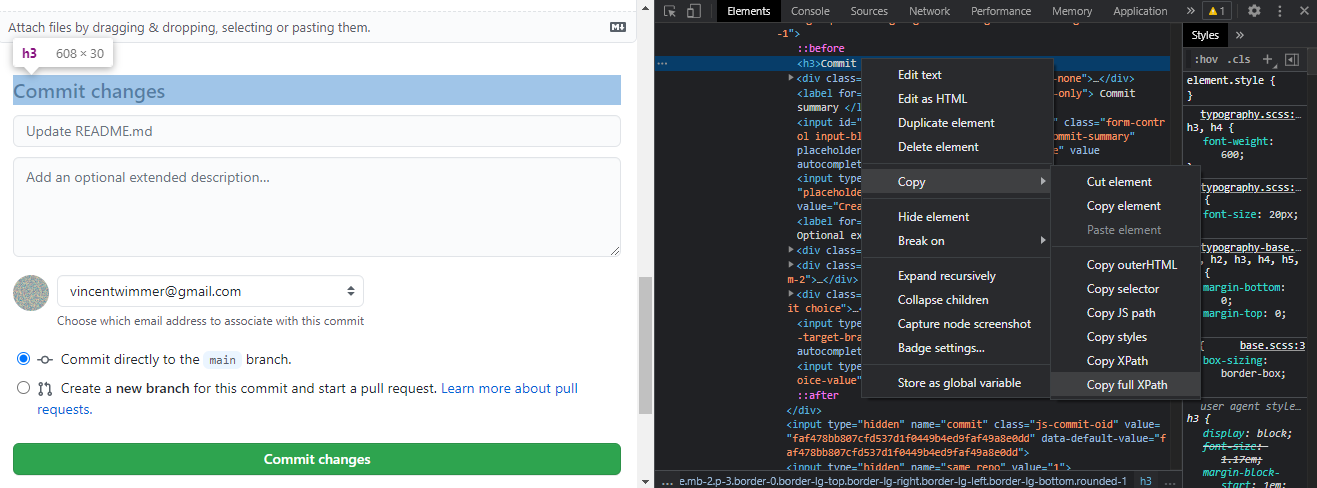 Attach files by dragging & dropping, selecting or pasting them.
h3 608 × 30
Commit changes
Update README.md
Add an optional extended description...
vincentwimmer@gmail.com
Choose which email address to associate with this commit
Commit directly to the main branch.
Create a new branch for this commit and start a pull request. Learn more about pull
requests.
Commit changes
Elements Console Sources Network Performance Memory Application » 1
-1">
::before
<h3>Commit
<div class= -none">…</div>
<label for= -only"> Commit
summary </l
<input id=" " class="form-contr
ol input-bl ommit-summary"
placeholder e" value
autocomplet
<input type
"placeholde
value="Crea
<label for=
Optional ex
<div class=
<div class=
m-2">…</div
<div class=
it choice">
<input type
-target-bra
autocomplet
<input type
oice-value"
::after
</div>
<input type="hidden" name="commit" class="js-commit-oid" value=
"faf478bb807cfd537d1f0449b4ed9faf49a8e0dd" data-default-value="f
af478bb807cfd537d1f0449b4ed9faf49a8e0dd">
<input type="hidden" name="same_repo" value="1">
... e.mb-2.p-3.border-0.border-lg-top.border-lg-right.border-lg-left.border-lg-bottom.rounded-1 h3 ...
Edit text
Edit as HTML
Duplicate element
Delete element
Copy
Hide element
Break on
Expand recursively
Collapse children
Capture node screenshot
Badge settings...
Store as global variable
Cut element
Copy element
Paste element
Copy outerHTML
Copy selector
Copy JS path
Copy styles
Copy XPath
Copy full XPath
Styles »
:hov .cls +
element.style {
}
typography.scss:…
h3, h4 {
font-weight:
600;
typography.scss:…
{
font-size: 20px;
typography-base.…
, h2, h3, h4, h5,
{
margin-bottom:
0;
margin-top: 0;
{ base.scss:3
box-sizing:
border-box;
user agent style…
h3 {
display: block;
font-size:
1.17em;
margin-block-
start: 1em;